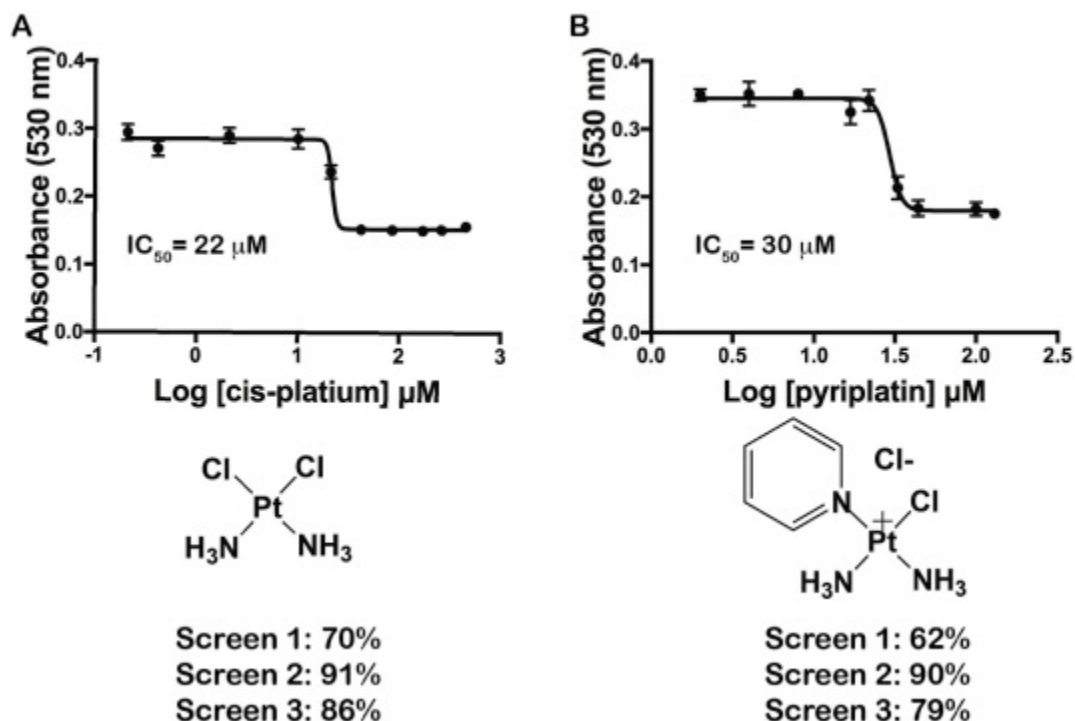 A
Absorbance (530 nm)
0.4
0.3
0.2
0.1
0.0
IC50= 22 µM
-1 0 1 2 3
Log [cis-platium] µM
Cl Cl
Pt
H3N NH3
Screen 1: 70%
Screen 2: 91%
Screen 3: 86%
B
Absorbance (530 nm)
0.4
0.3
0.2
0.1
0.0
IC50= 30 µM
0.0 0.5 1.0 1.5 2.0 2.5
Log [pyriplatin] µM
Cl-
N Cl
+
Pt
H3N NH3
Screen 1: 62%
Screen 2: 90%
Screen 3: 79%